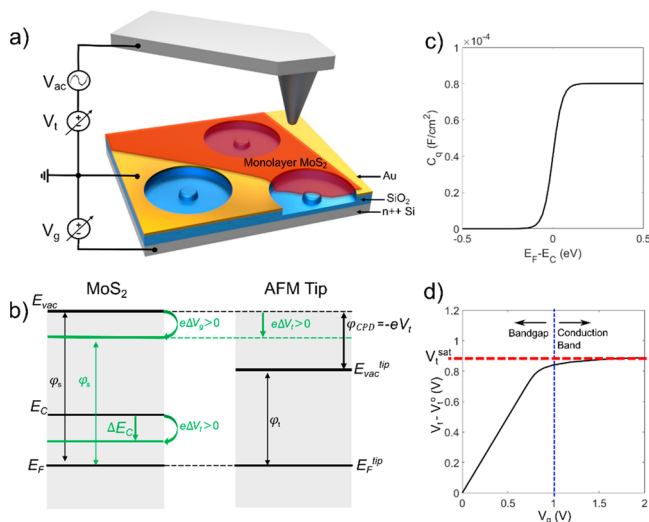 a)
V_ac
V_t
V_g
Monolayer MoS₂
Au
SiO₂
n++ Si
b)
MoS₂
AFM Tip
E_vac
eΔV_g>0
eΔV_t>0
φ_CPD=-eV_t
E_vac^tip
φ_s
φ_s
E_C
ΔE_C
eΔV_t>0
φ_t
E_F
E_F^tip
c)
×10⁻⁴
1
0.8
0.6
0.4
0.2
0
C_q (F/cm²)
-0.5
0
0.5
E_F-E_C (eV)
d)
1.2
1
0.8
0.6
0.4
0.2
0
V_t^sat
V_t - V_t^o (V)
Bandgap
Conduction
Band
0
0.5
1
1.5
2
V_g (V)